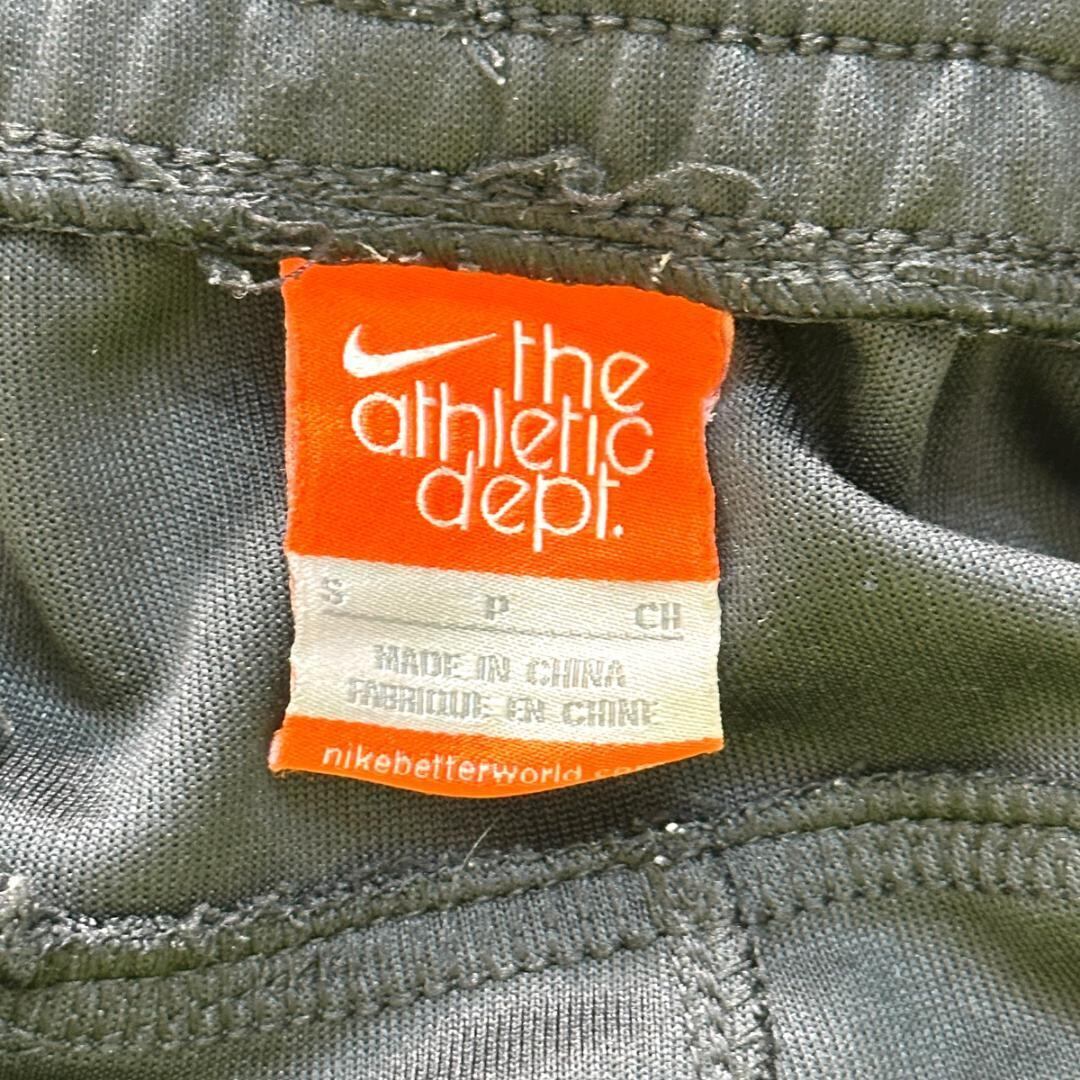 the
athletic
dept.
S P CH
MADE IN CHINA
FABRIQUE EN CHINE
nikebetterworld